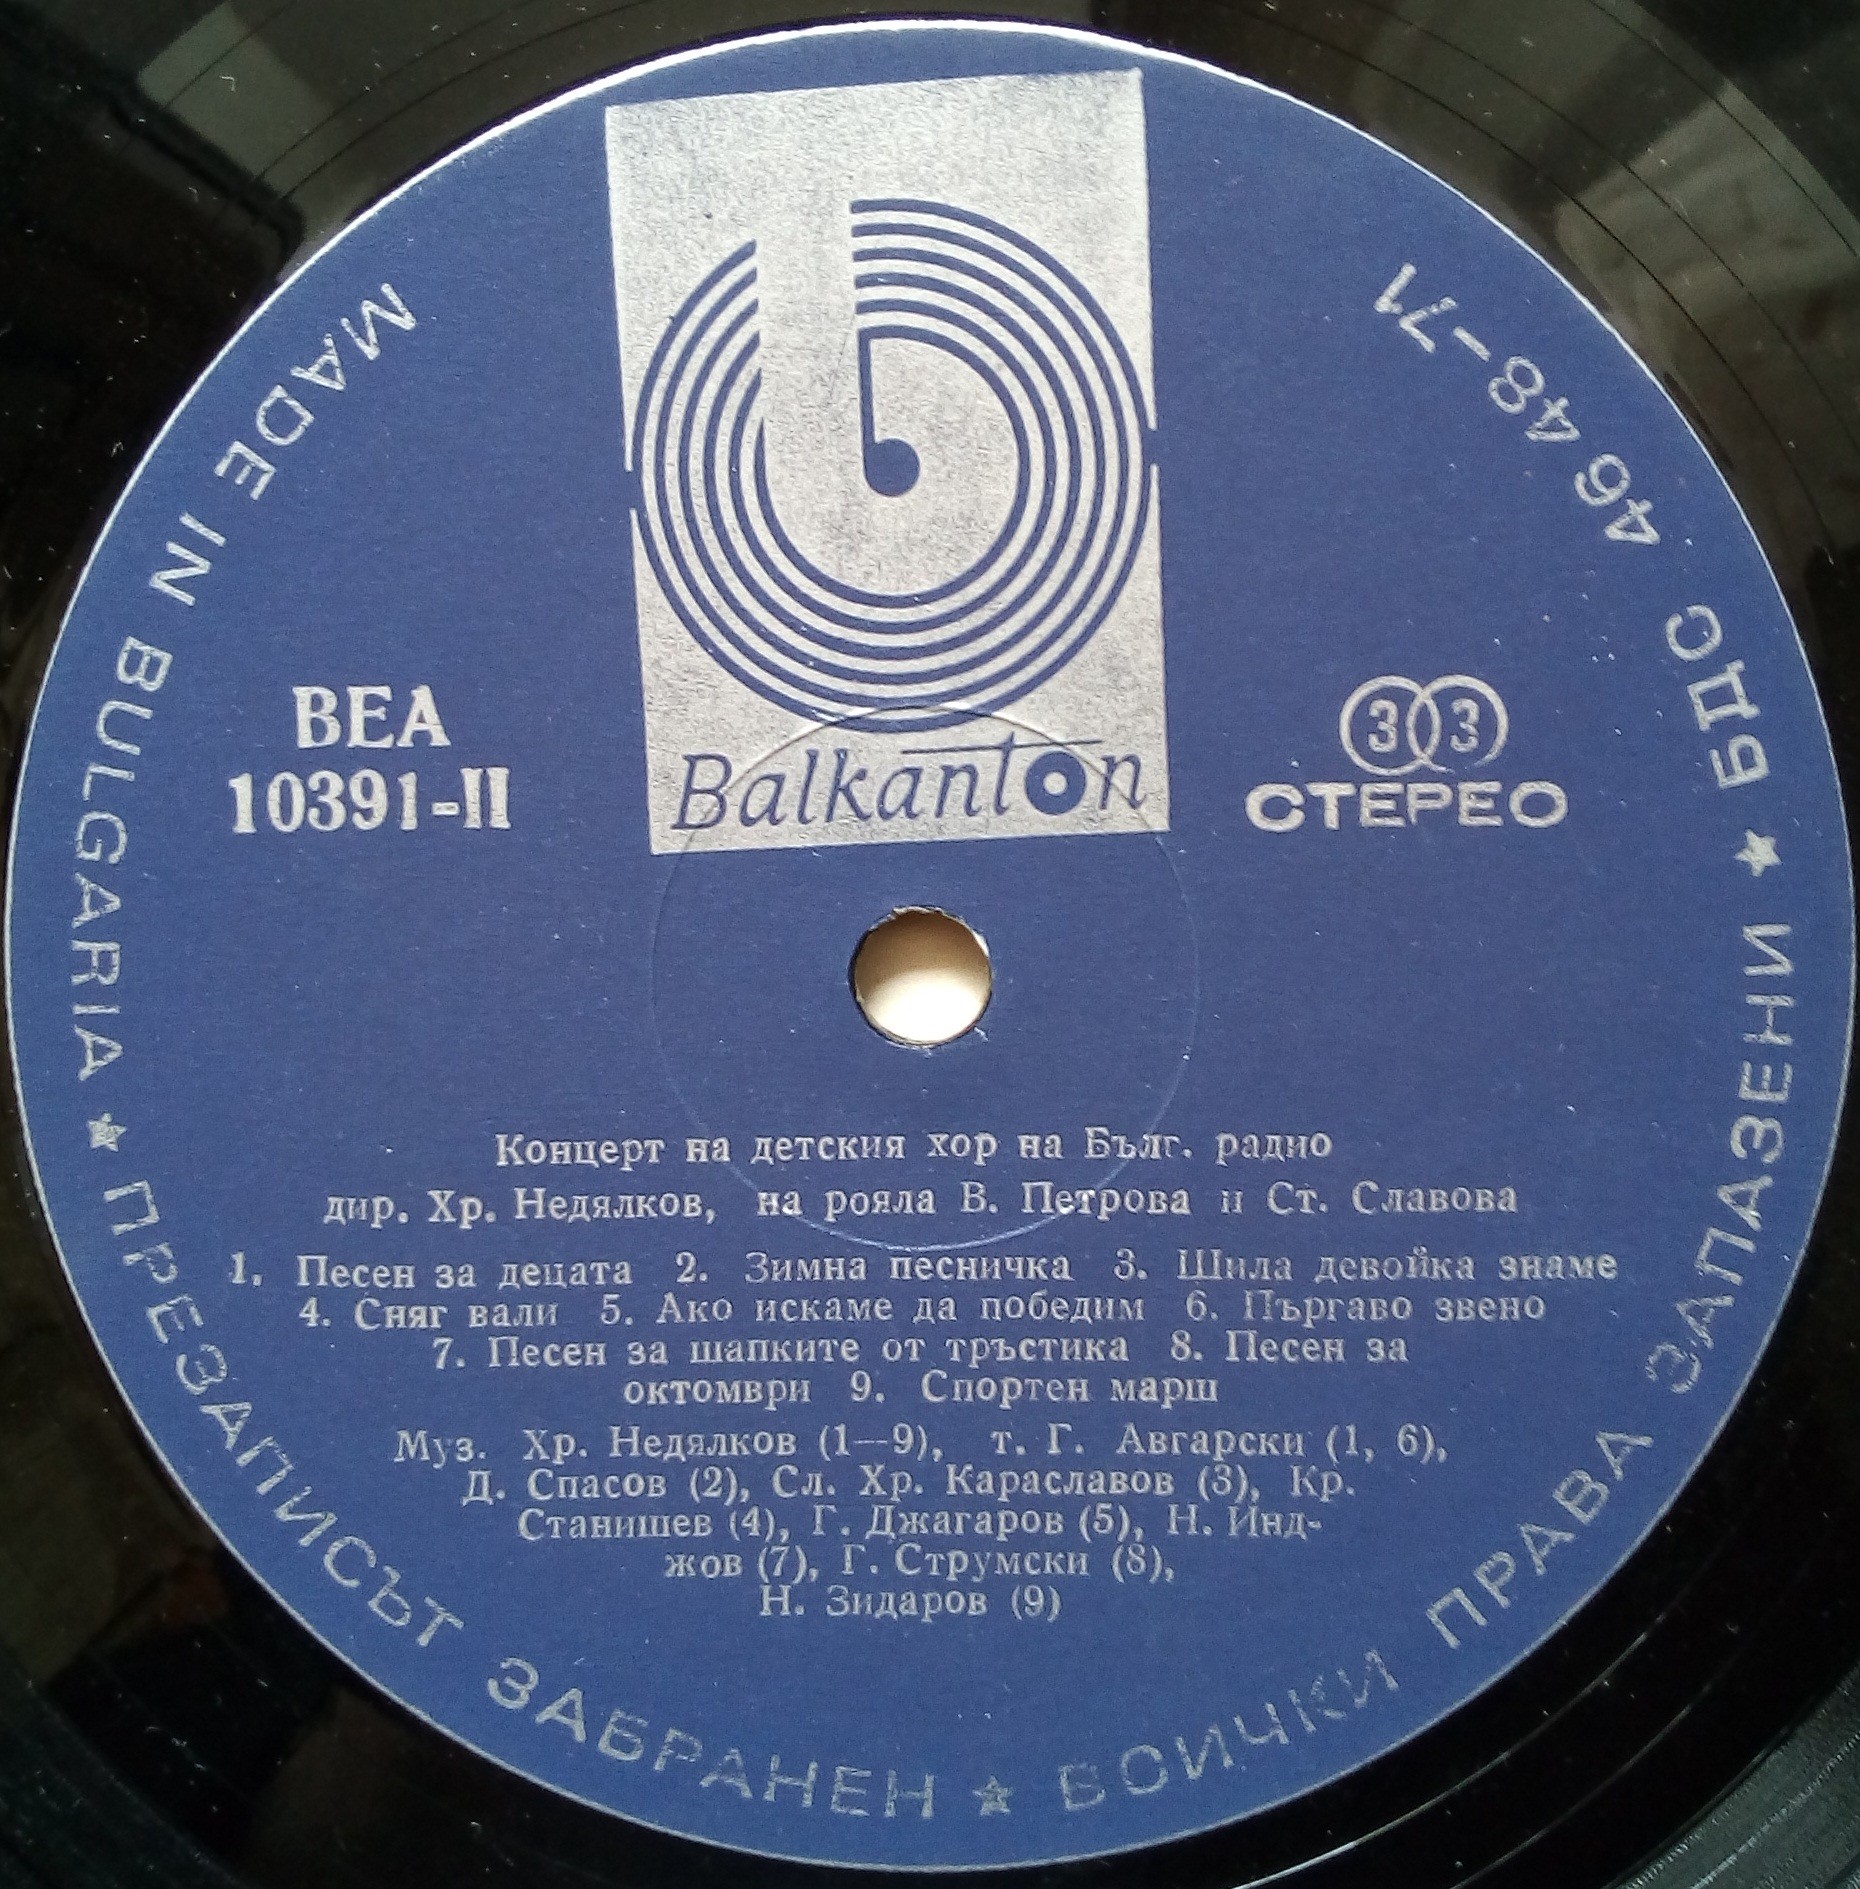 Balkanton
ВЕА
10391-II
33
СТЕРЕО
Концерт на детския хор на Бълг. радио
дир. Хр. Недялков, на рояла В. Петрова и Ст. Славова
1. Песен за децата 2. Зимна песничка 3. Шила девойка знаме
4. Сняг вали 5. Ако искаме да победим 6. Пъргаво звено
7. Песен за шапките от тръстика 8. Песен за
октомври 9. Спортен марш
Муз. Хр. Недялков (1—9), т. Г. Авгарски (1, 6),
Д. Спасов (2), Сл. Хр. Караславов (3), Кр.
Станишев (4), Г. Джагаров (5), Н. Инд-
жов (7), Г. Струмски (8),
Н. Зидаров (9)
MADE IN BULGARIA ★ ПРЕЗАПИСЪТ ЗАБРАНЕН ★ ВСИЧКИ ПРАВА ЗАПАЗЕНИ ★ БДС 46 48-71